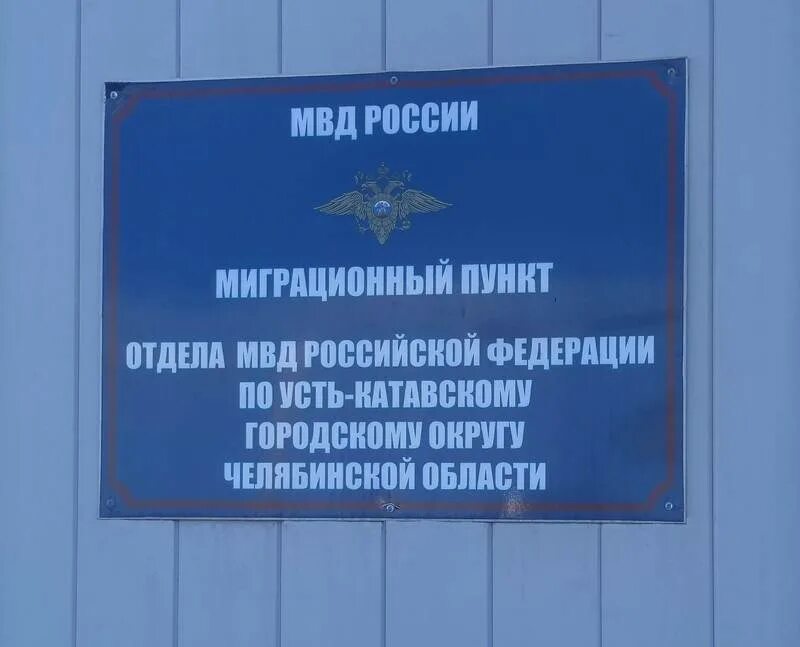 МВД РОССИИ
МИГРАЦИОННЫЙ ПУНКТ
ОТДЕЛА МВД РОССИЙСКОЙ ФЕДЕРАЦИИ
ПО УСТЬ-КАТАВСКОМУ
ГОРОДСКОМУ ОКРУГУ
ЧЕЛЯБИНСКОЙ ОБЛАСТИ